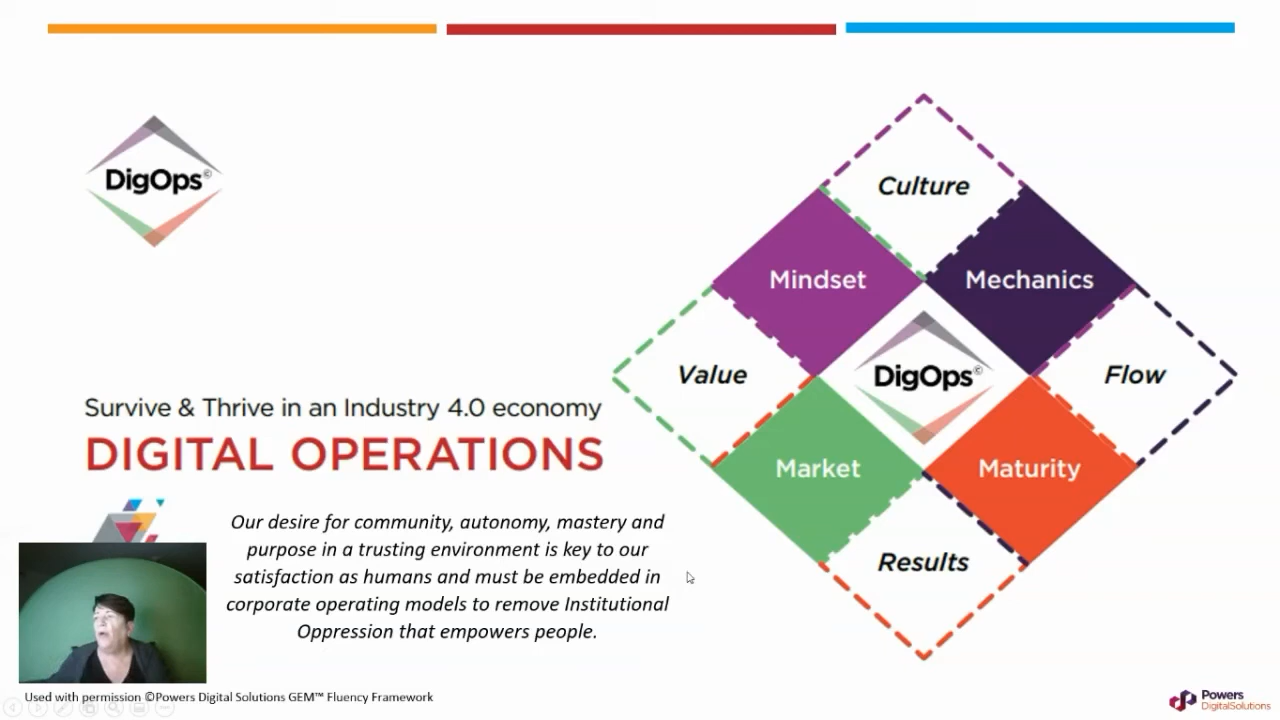 DigOps©
Culture
Mindset
Mechanics
Value
DigOps©
Flow
Survive & Thrive in an Industry 4.0 economy
DIGITAL OPERATIONS
Market
Maturity
Results
Our desire for community, autonomy, mastery and
purpose in a trusting environment is key to our
satisfaction as humans and must be embedded in
corporate operating models to remove Institutional
Oppression that empowers people.
Used with permission ©Powers Digital Solutions GEM™ Fluency Framework
Powers
DigitalSolutions